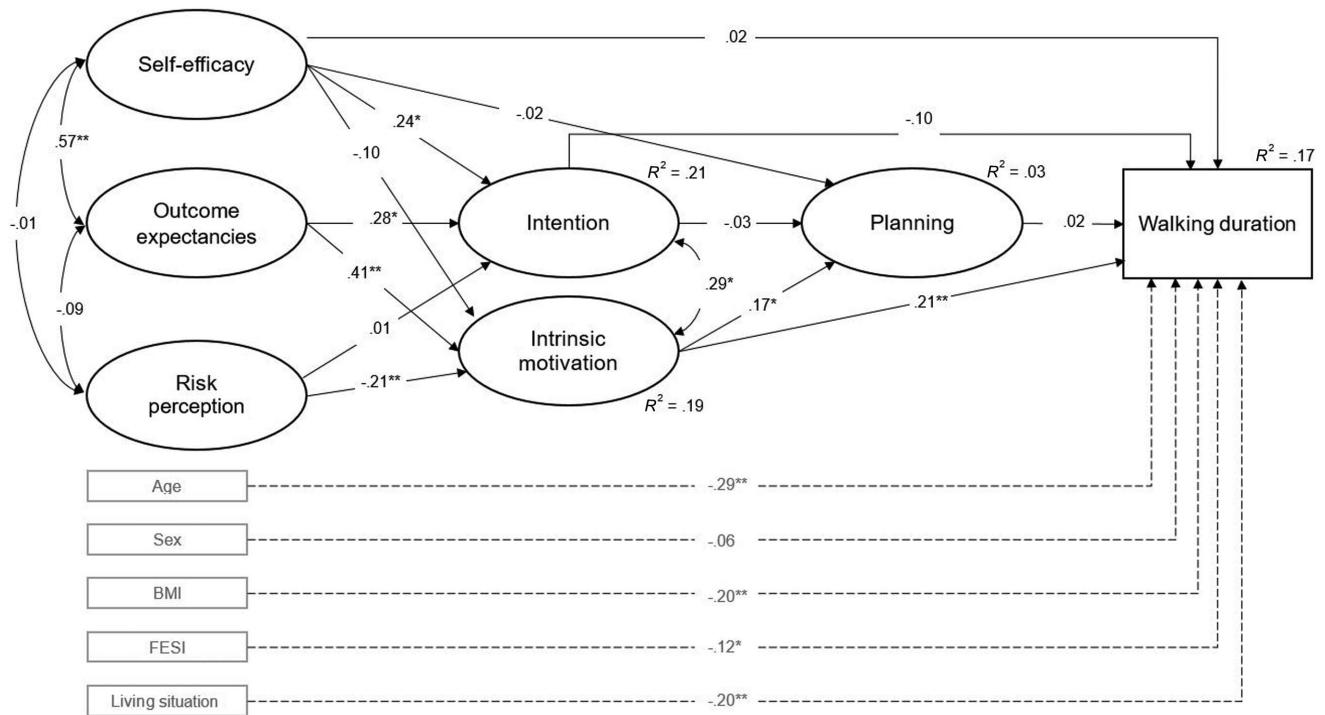 Self-efficacy
.02
-.02
.24*
-.10
-.10
.57**
R² = .21
R² = .03
R² = .17
Outcome
expectancies
.28*
Intention
-.03
Planning
.02
Walking duration
-.01
.41**
.29*
.17*
.21**
-.09
.01
Intrinsic
motivation
Risk
perception
-.21**
R² = .19
Age
-.29**
Sex
-.06
BMI
-.20**
FESI
-.12*
Living situation
-.20**